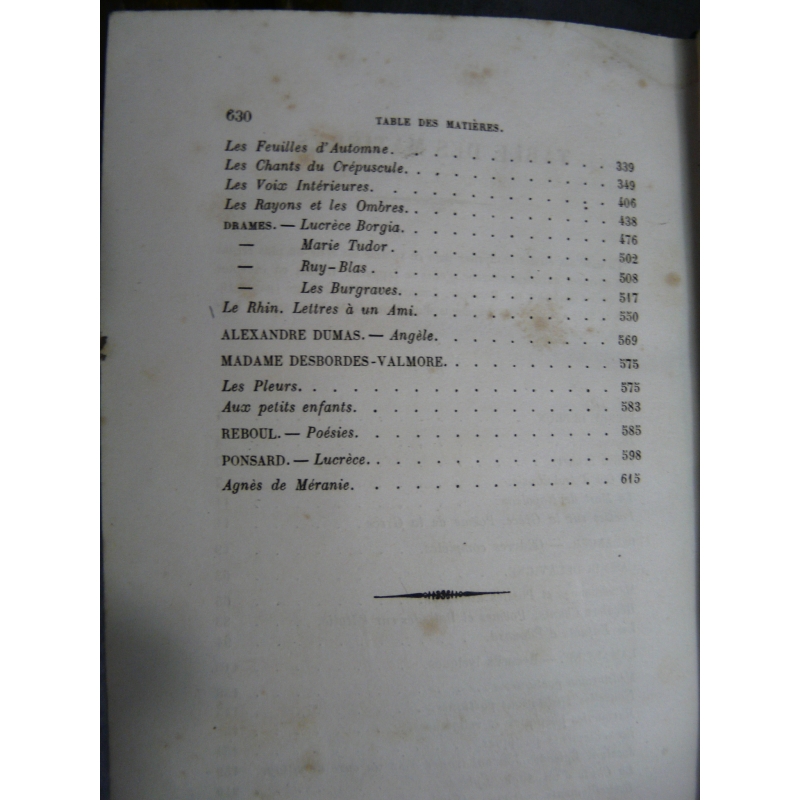 630 TABLE DES MATIÈRES.
Les Feuilles d'Automne. . . . . . . . . . . . 339
Les Chants du Crépuscule. . . . . . . . . . . 349
Les Voix Intérieures. . . . . . . . . . . . . 406
Les Rayons et les Ombres. . . . . . . . . . . 438
DRAMES. — Lucrèce Borgia. . . . . . . . . . . 476
— Marie Tudor. . . . . . . . . . . . 502
— Ruy-Blas. . . . . . . . . . . . . 508
— Les Burgraves. . . . . . . . . . . 517
Le Rhin. Lettres à un Ami. . . . . . . . . . . 550
ALEXANDRE DUMAS. — Angèle. . . . . . . . . . 569
MADAME DESBORDES-VALMORE. . . . . . . . . . 575
Les Pleurs. . . . . . . . . . . . . . . . . 575
Aux petits enfants. . . . . . . . . . . . . . 583
REBOUL. — Poésies. . . . . . . . . . . . . . 585
PONSARD. — Lucrèce. . . . . . . . . . . . . 598
Agnès de Méranie. . . . . . . . . . . . . . 615